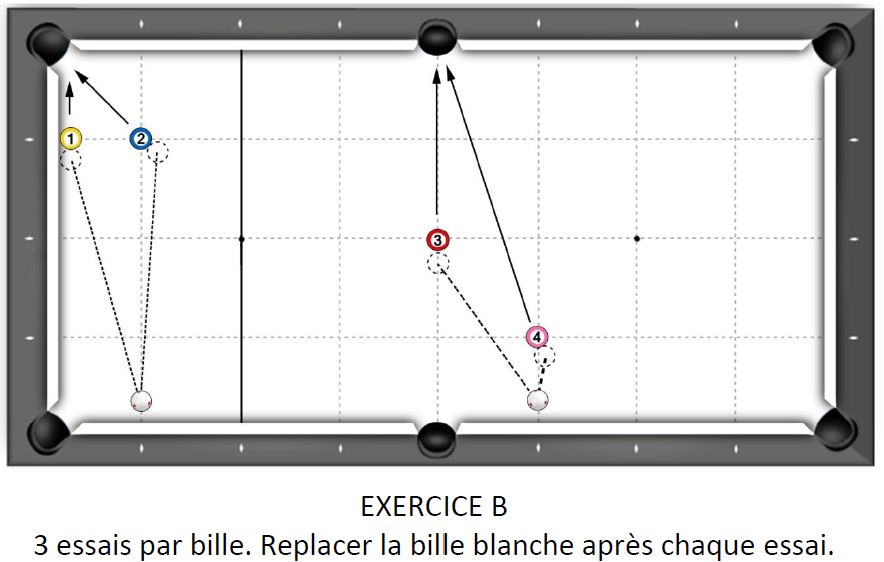 1
2
3
4
EXERCICE B
3 essais par bille. Replacer la bille blanche après chaque essai.